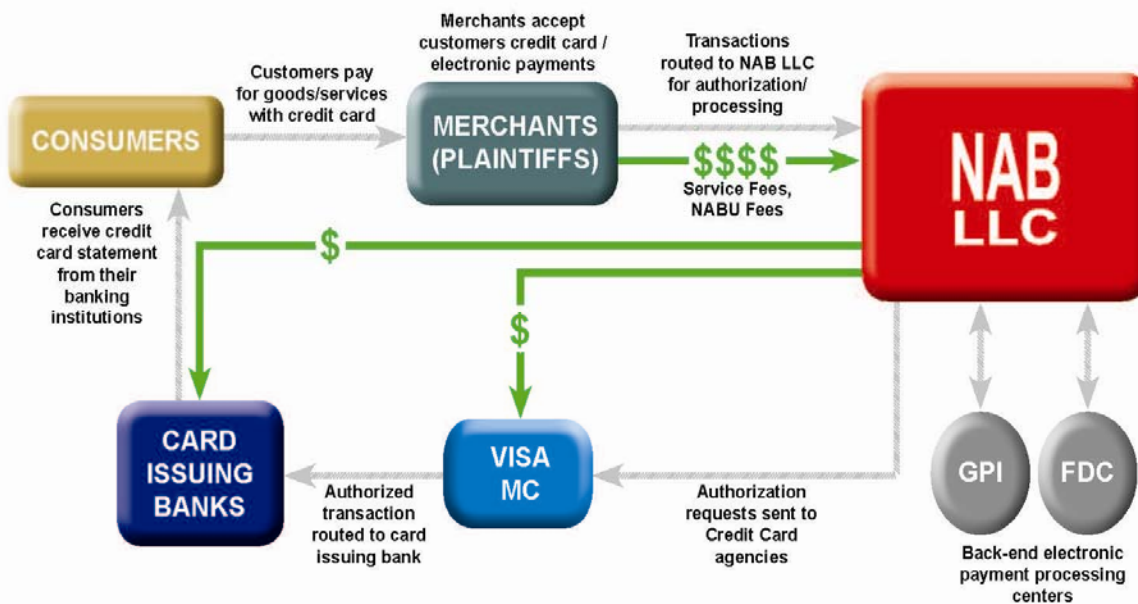 Merchants accept
customers credit card /
electronic payments
Customers pay
for goods/services
with credit card
Transactions
routed to NAB LLC
for authorization/
processing
CONSUMERS
MERCHANTS
(PLAINTIFFS)
$$$$
Service Fees,
NABU Fees
NAB
LLC
Consumers
receive credit
card statement
from their
banking
institutions
$
$
CARD
ISSUING
BANKS
Authorized
transaction
routed to card
issuing bank
VISA
MC
Authorization
requests sent to
Credit Card
agencies
GPI
FDC
Back-end electronic
payment processing
centers